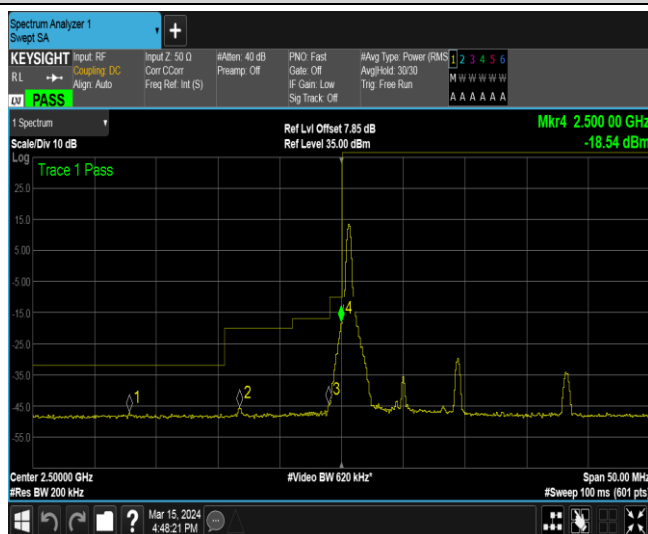 Spectrum Analyzer 1
Swept SA
+
KEYSIGHT
RL
LXI PASS
Input: RF
Coupling: DC
Align: Auto
Input Z: 50 Ω
Corr CCorr
Freq Ref: Int (S)
#Atten: 40 dB
Preamp: Off
PNO: Fast
Gate: Off
IF Gain: Low
Sig Track: Off
#Avg Type: Power (RMS
Avg|Hold: 30/30
Trig: Free Run
1 2 3 4 5 6
M W W W W W
A A A A A A
1 Spectrum
Scale/Div 10 dB
Ref Lvl Offset 7.85 dB
Ref Level 35.00 dBm
Mkr4 2.500 00 GHz
-18.54 dBm
Log
Trace 1 Pass
25.0
15.0
5.00
-5.00
-15.0
-25.0
-35.0
-45.0
-55.0
1
2
3
4
Center 2.50000 GHz
#Res BW 200 kHz
#Video BW 620 kHz*
Span 50.00 MHz
#Sweep 100 ms (601 pts)
?
Mar 15, 2024
4:48:21 PM